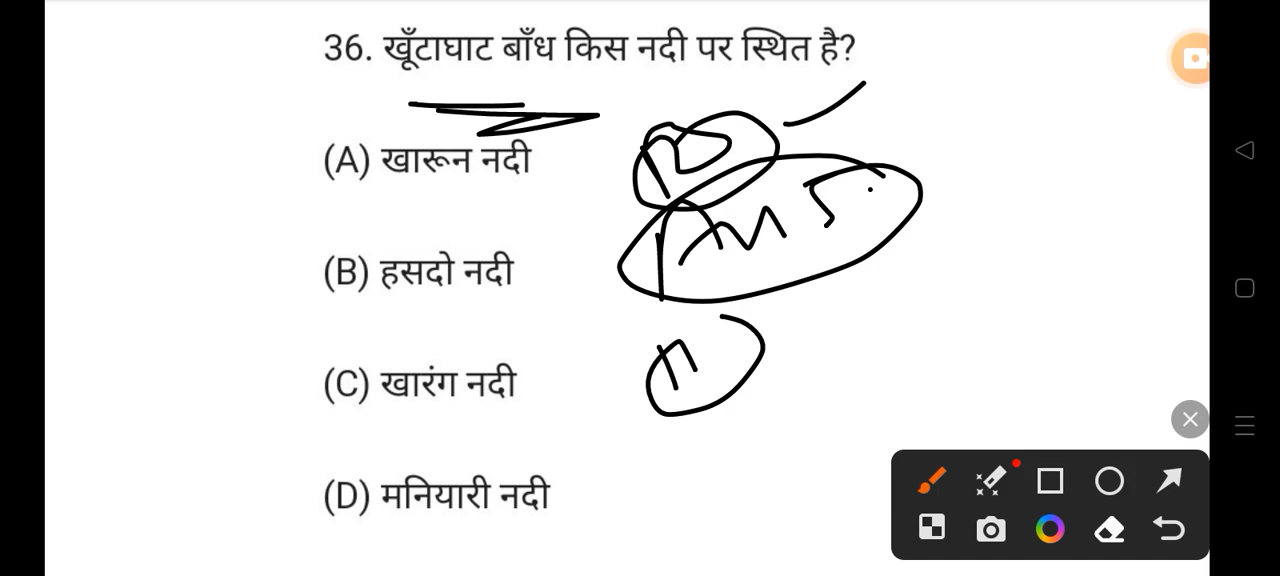 36. खूँटाघाट बाँध किस नदी पर स्थित है?
(A) खारून नदी
(B) हसदो नदी
(C) खारंग नदी
(D) मनियारी नदी